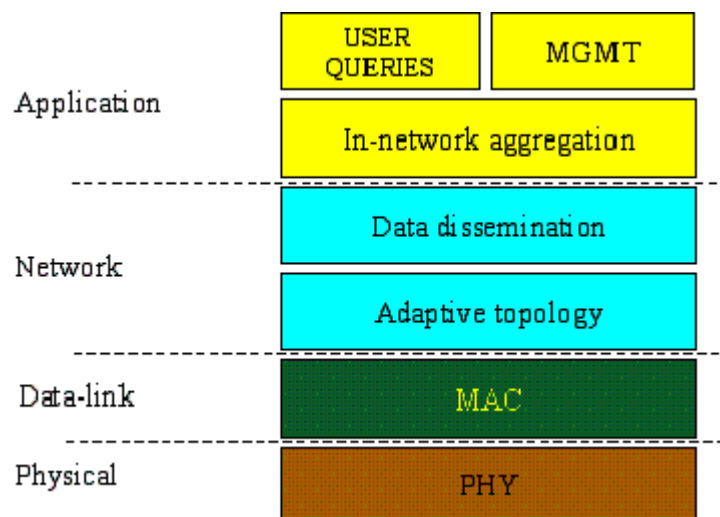 USER
QUERIES
MGMT
Application
In-network aggregation
Data dissemination
Network
Adaptive topology
Data-link
MAC
Physical
PHY